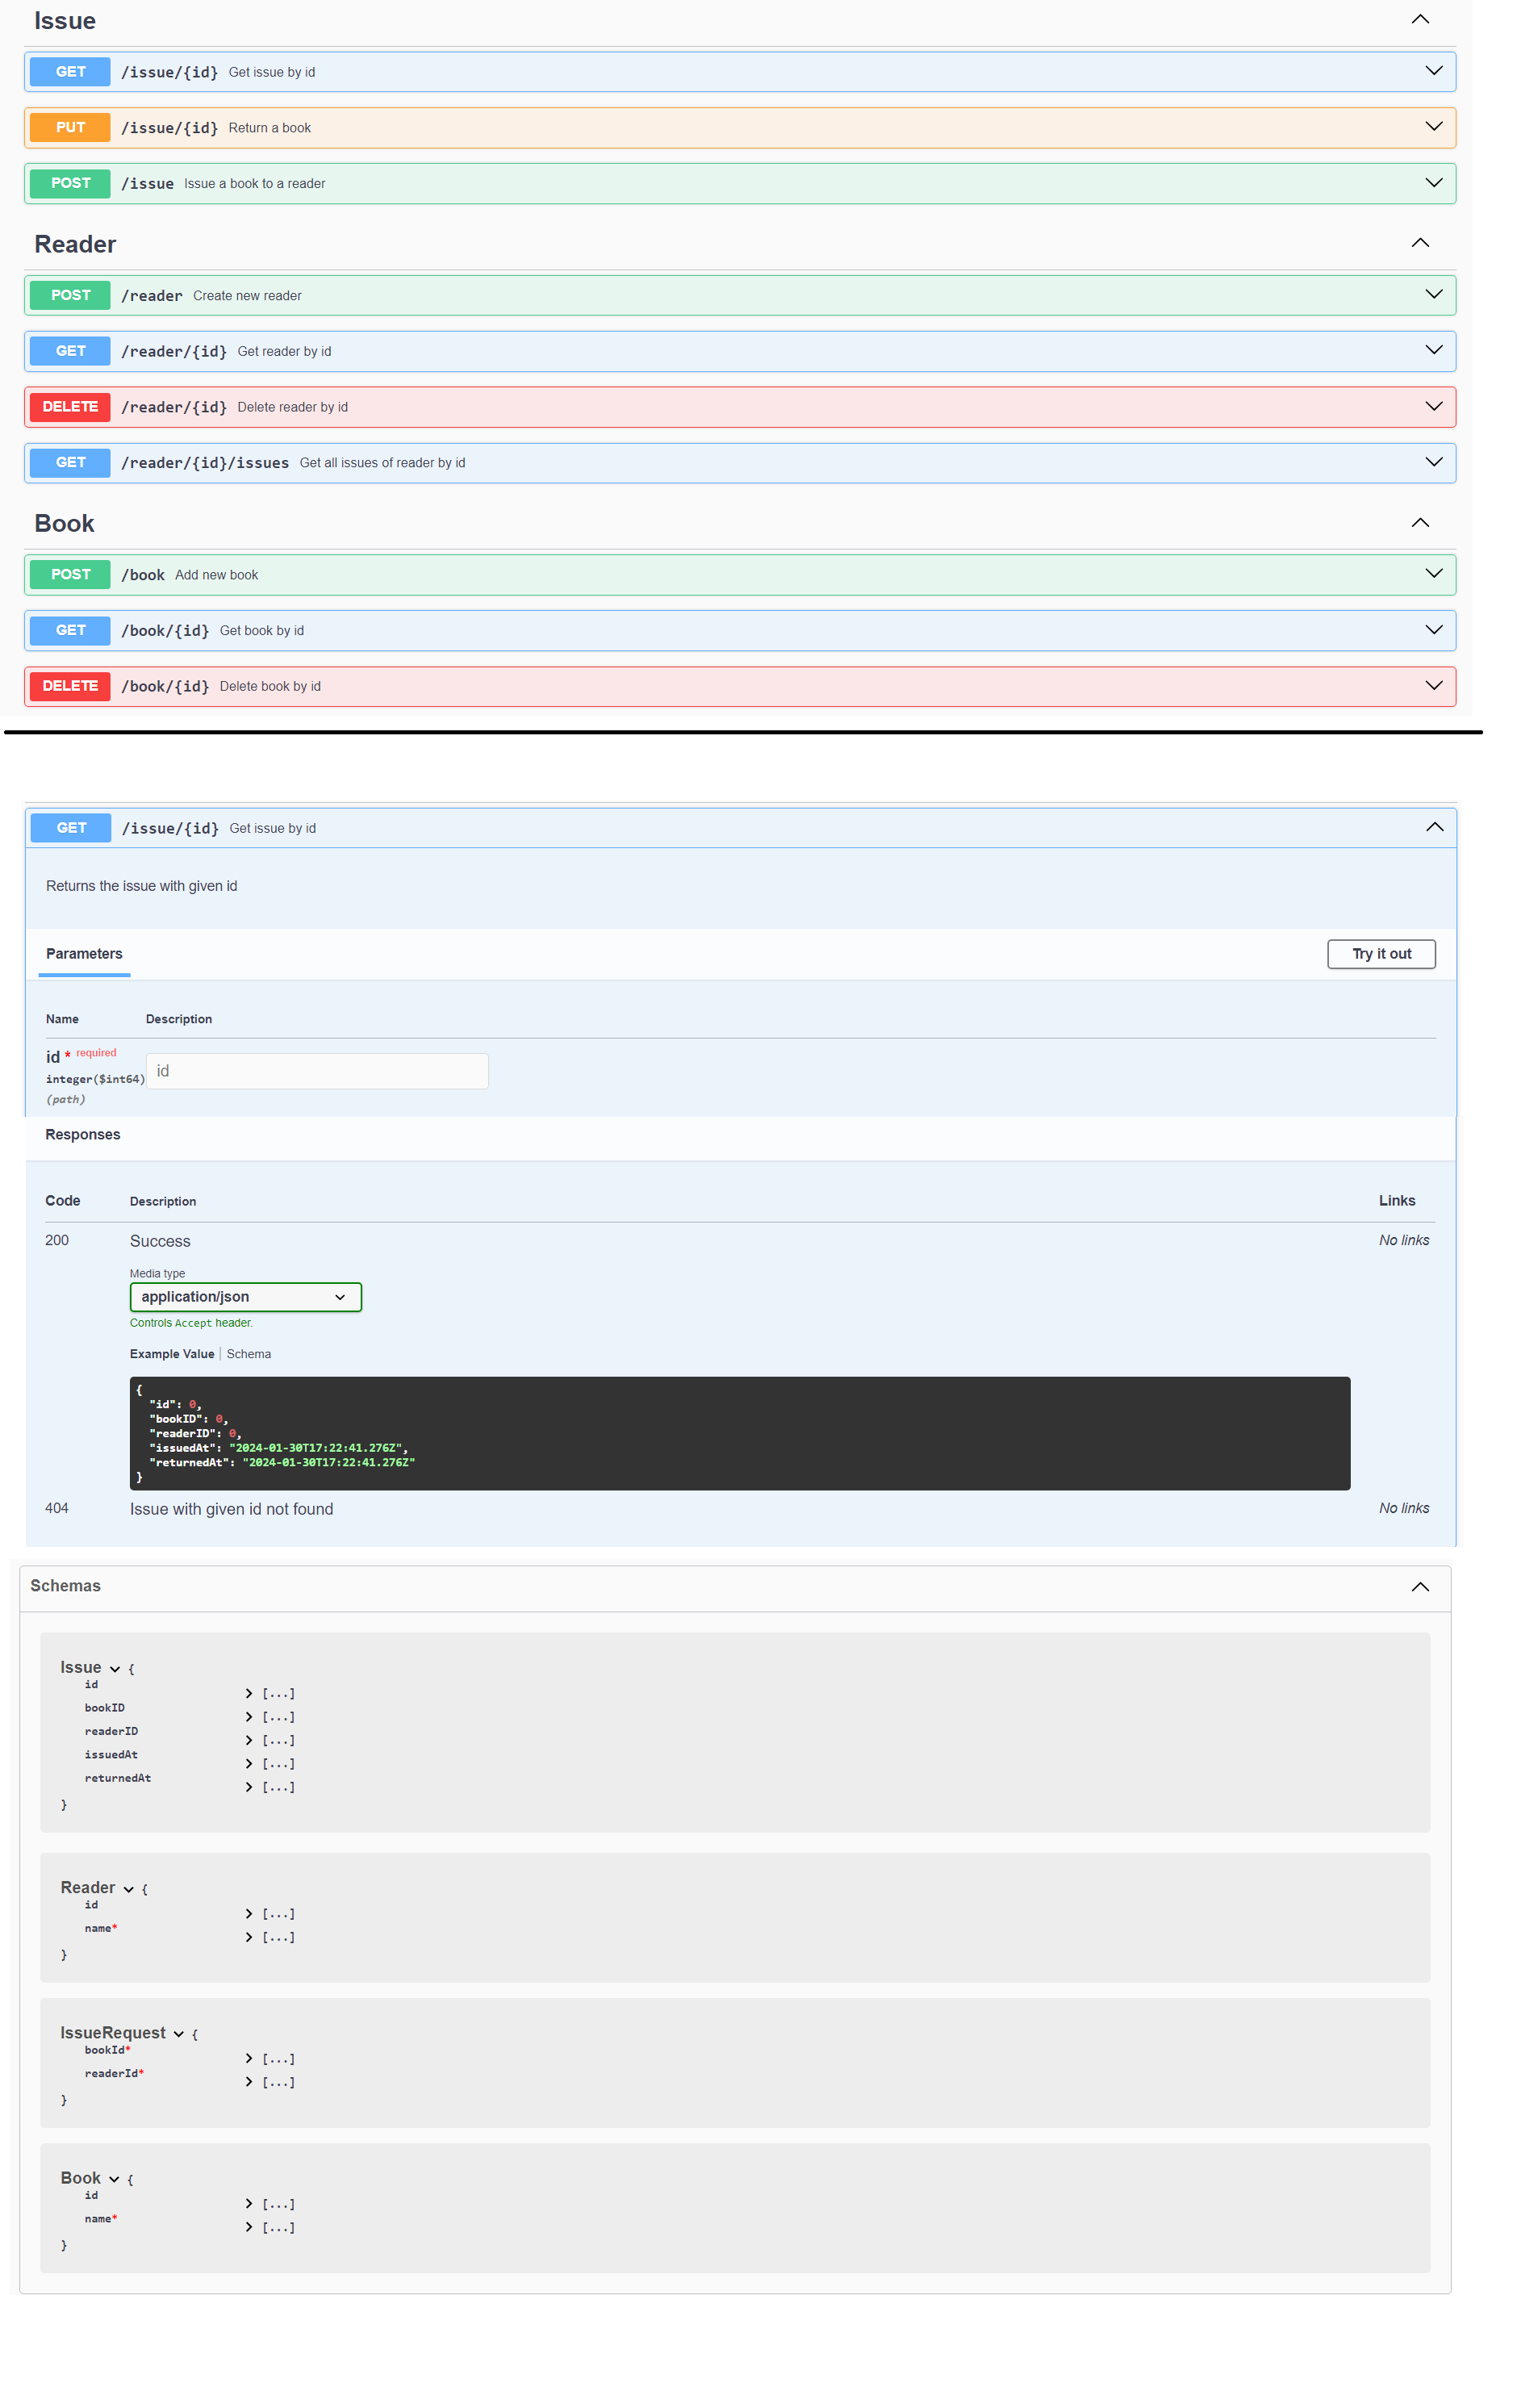 Issue
GET /issue/{id} Get issue by id
PUT /issue/{id} Return a book
POST /issue Issue a book to a reader
Reader
POST /reader Create new reader
GET /reader/{id} Get reader by id
DELETE /reader/{id} Delete reader by id
GET /reader/{id}/issues Get all issues of reader by id
Book
POST /book Add new book
GET /book/{id} Get book by id
DELETE /book/{id} Delete book by id
GET /issue/{id} Get issue by id
Returns the issue with given id
Parameters Try it out
Name Description
id * required
integer($int64) id
(path)
Responses
Code Description Links
200 Success No links
Media type
application/json
Controls Accept header.
Example Value | Schema
{
"id": 0,
"bookID": 0,
"readerID": 0,
"issuedAt": "2024-01-30T17:22:41.276Z",
"returnedAt": "2024-01-30T17:22:41.276Z"
}
404 Issue with given id not found No links
Schemas
Issue {
id [...]
bookID [...]
readerID [...]
issuedAt [...]
returnedAt [...]
}
Reader {
id [...]
name* [...]
}
IssueRequest {
bookId* [...]
readerId* [...]
}
Book {
id [...]
name* [...]
}